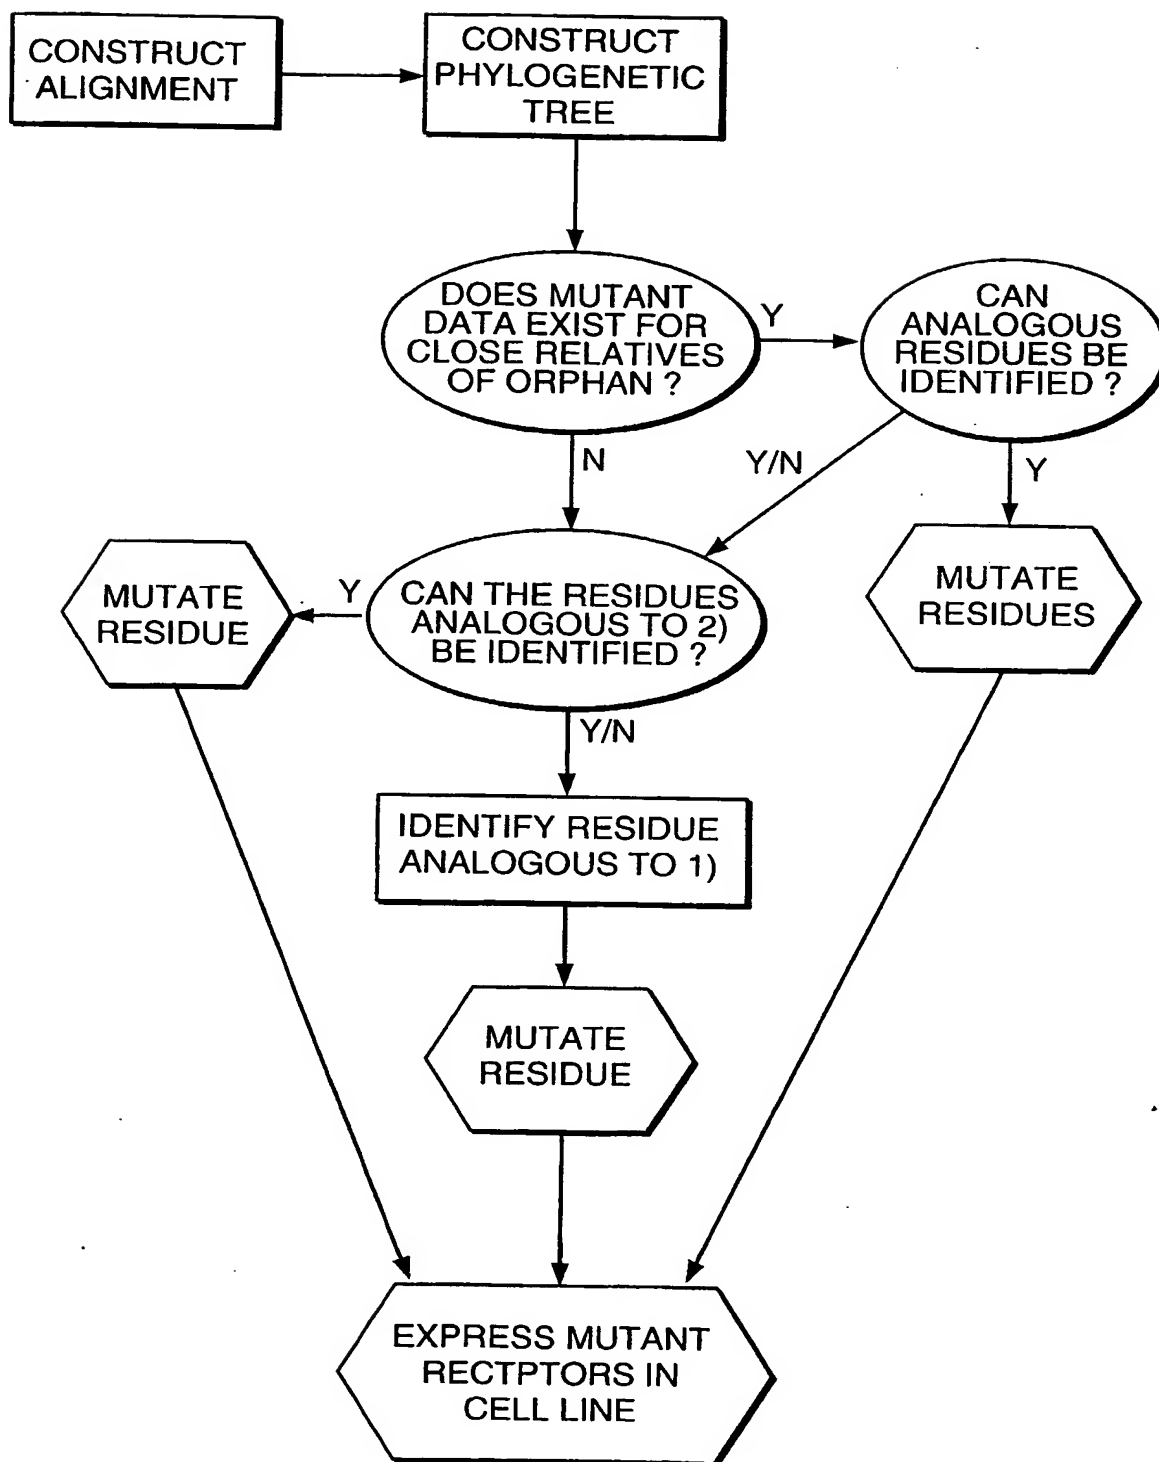 CONSTRUCT
ALIGNMENT
CONSTRUCT
PHYLOGENETIC
TREE
DOES MUTANT
DATA EXIST FOR
CLOSE RELATIVES
OF ORPHAN ?
Y
CAN
ANALOGOUS
RESIDUES BE
IDENTIFIED ?
N
Y/N
Y
MUTATE
RESIDUE
Y
CAN THE RESIDUES
ANALOGOUS TO 2)
BE IDENTIFIED ?
MUTATE
RESIDUES
Y/N
IDENTIFY RESIDUE
ANALOGOUS TO 1)
MUTATE
RESIDUE
EXPRESS MUTANT
RECTPTORS IN
CELL LINE